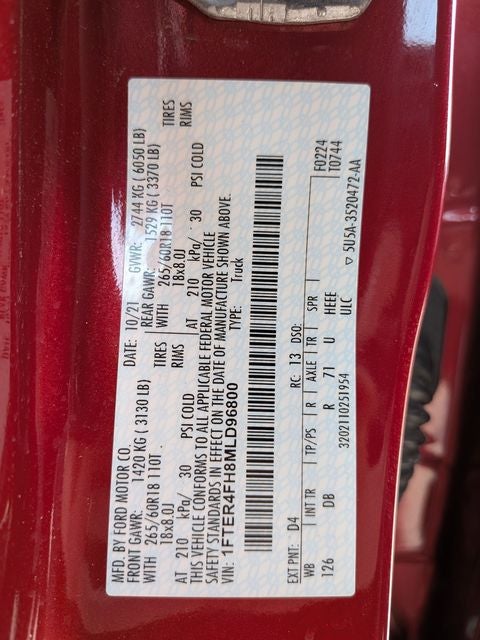 MFD. BY FORD MOTOR CO.
DATE: 10/21 GVWR: 2744 KG ( 6050 LB)
FRONT GAWR: 1420 KG ( 3130 LB) REAR GAWR: 1529 KG ( 3370 LB)
WITH 265/60R18 110T TIRES WITH 265/60R18 110T TIRES
18x8.0J RIMS 18x8.0J RIMS
AT 210 kPa/ 30 PSI COLD AT 210 kPa/ 30 PSI COLD
THIS VEHICLE CONFORMS TO ALL APPLICABLE FEDERAL MOTOR VEHICLE
SAFETY STANDARDS IN EFFECT ON THE DATE OF MANUFACTURE SHOWN ABOVE.
VIN: 1FTER4FH8MLD96800 TYPE: Truck
F0224
T0744
EXT PNT: D4 RC: 13 DSO:
WB INT TR TP/PS R AXLE TR SPR
126 DB R 71 U HEEE
ULC
3202110251954 ▽ 5U5A-3520472-AA